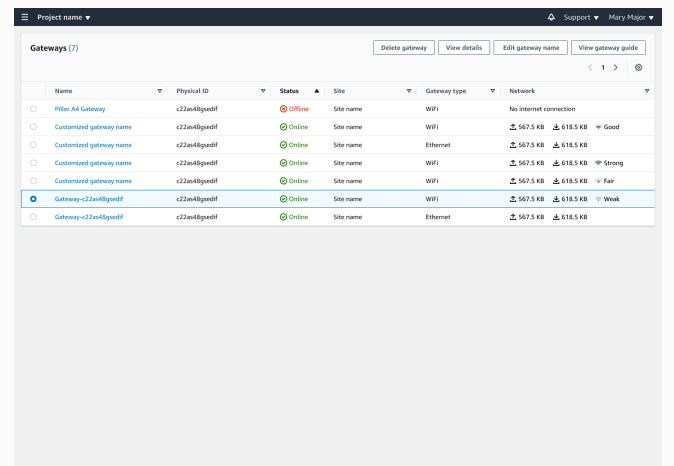 Project name Support Mary Major
Gateways (7) Delete gateway View details Edit gateway name View gateway guide
1
Name Physical ID Status Site Gateway type Network
Piller A4 Gateway c22as48gsedif Offline Site name WiFi No internet connection
Customized gateway name c22as48gsedif Online Site name WiFi 567.5 KB 618.5 KB Good
Customized gateway name c22as48gsedif Online Site name Ethernet 567.5 KB 618.5 KB
Customized gateway name c22as48gsedif Online Site name WiFi 567.5 KB 618.5 KB Strong
Customized gateway name c22as48gsedif Online Site name WiFi 567.5 KB 618.5 KB Fair
Gateway-c22as48gsedif c22as48gsedif Online Site name WiFi 567.5 KB 618.5 KB Weak
Gateway-c22as48gsedif c22as48gsedif Online Site name Ethernet 567.5 KB 618.5 KB